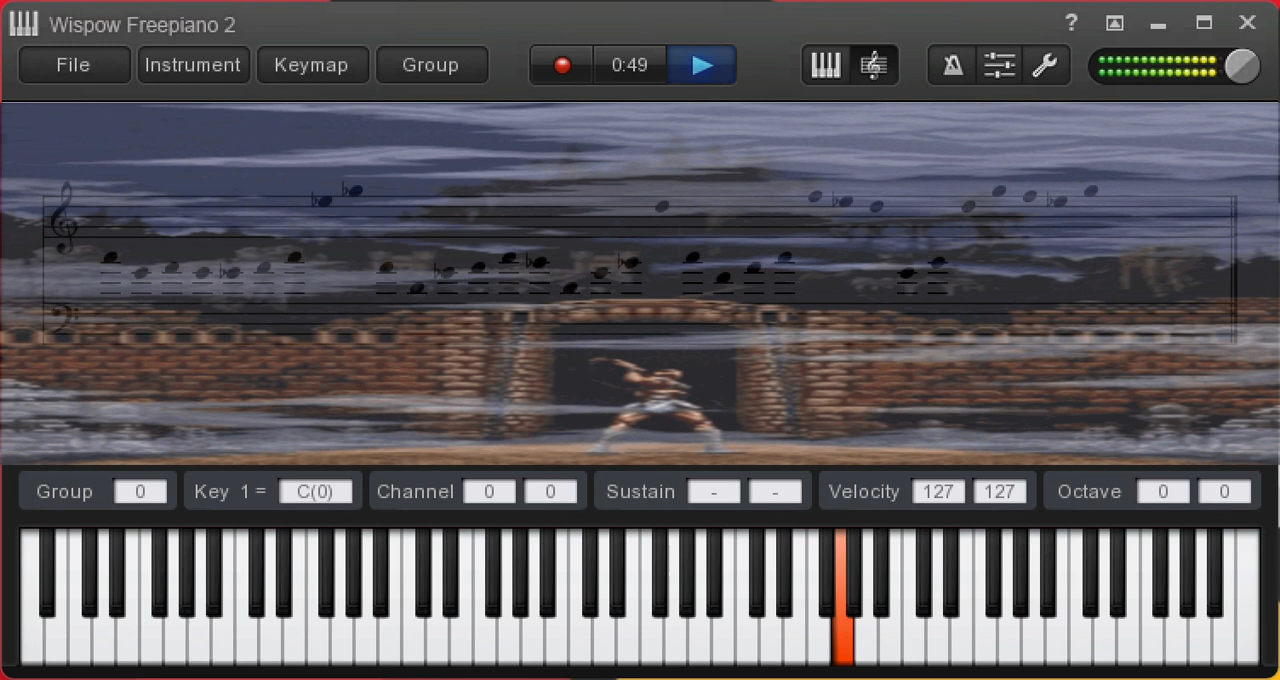 Wispow Freepiano 2 ?
File Instrument Keymap Group 0:49
Group 0 Key 1 = C(0) Channel 0 0 Sustain - - Velocity 127 127 Octave 0 0